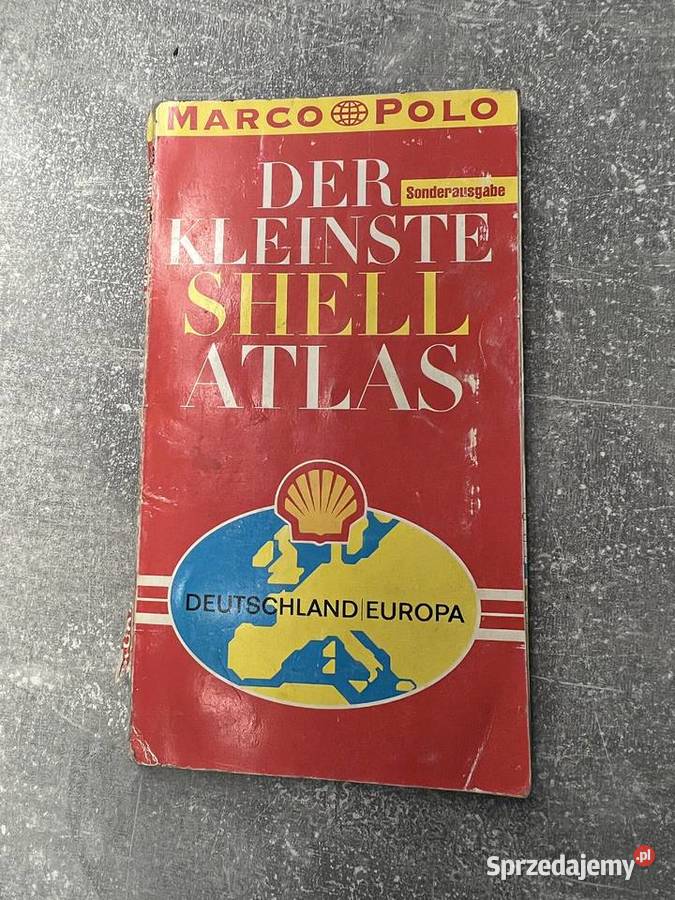 MARCO POLO
DER
Sonderausgabe
KLEINSTE
SHELL
ATLAS
DEUTSCHLAND|EUROPA
Sprzedajemy.pl